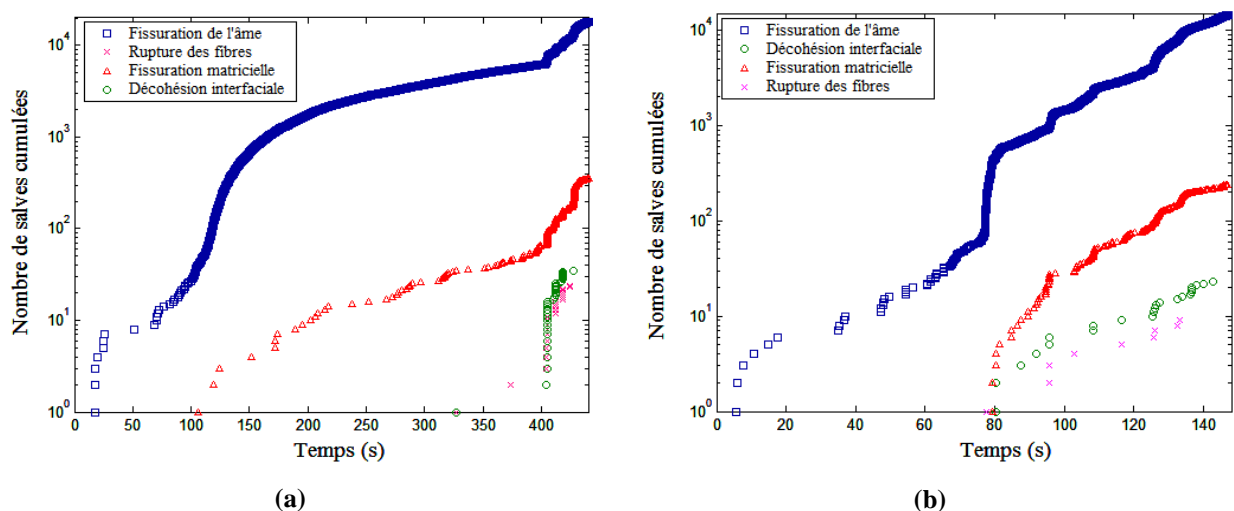 Nombre de salves cumulées
10^4
10^3
10^2
10^1
10^0
Fissuration de l'âme
Rupture des fibres
Fissuration matricielle
Décohésion interfaciale
0 50 100 150 200 250 300 350 400
Temps (s)
(a)
Nombre de salves cumulées
10^4
10^3
10^2
10^1
10^0
Fissuration de l'âme
Décohésion interfaciale
Fissuration matricielle
Rupture des fibres
0 20 40 60 80 100 120 140
Temps (s)
(b)